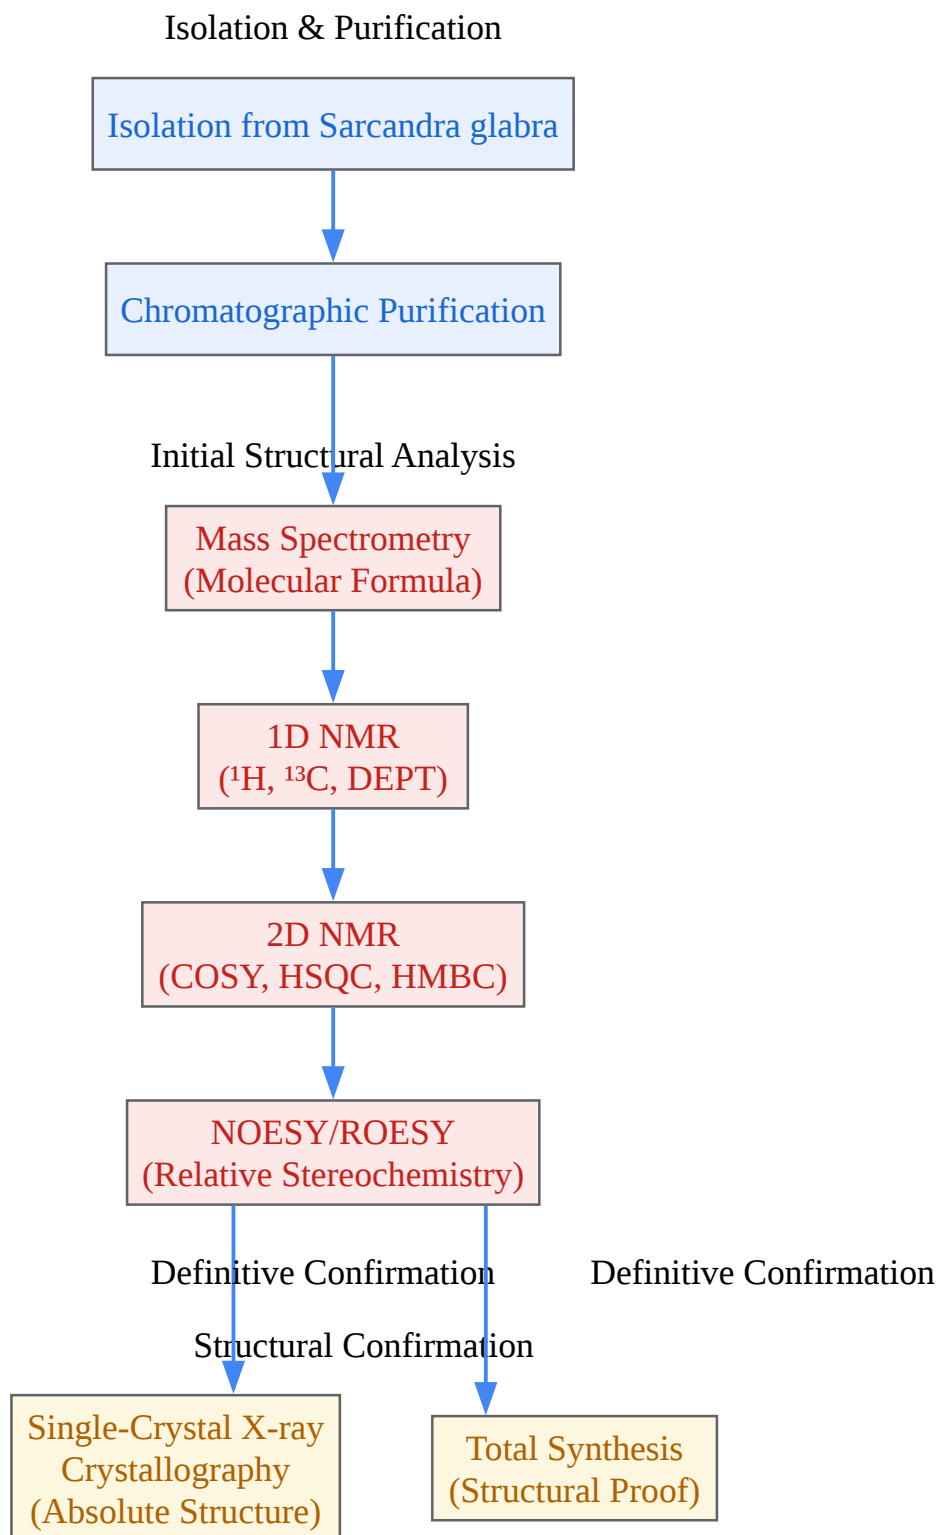 Isolation & Purification
Isolation from Sarcandra glabra
Chromatographic Purification
Initial Structural Analysis
Mass Spectrometry
(Molecular Formula)
1D NMR
(¹H, ¹³C, DEPT)
2D NMR
(COSY, HSQC, HMBC)
NOESY/ROESY
(Relative Stereochemistry)
Definitive Confirmation
Definitive Confirmation
Structural Confirmation
Single-Crystal X-ray
Crystallography
(Absolute Structure)
Total Synthesis
(Structural Proof)